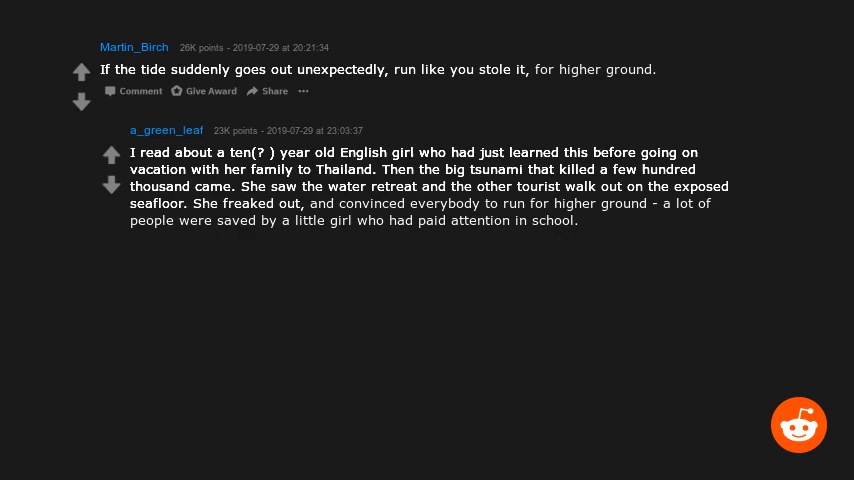 Martin_Birch 26K points - 2019-07-29 at 20:21:34
If the tide suddenly goes out unexpectedly, run like you stole it, for higher ground.
Comment Give Award Share ···
a_green_leaf 23K points - 2019-07-29 at 23:03:37
I read about a ten(? ) year old English girl who had just learned this before going on
vacation with her family to Thailand. Then the big tsunami that killed a few hundred
thousand came. She saw the water retreat and the other tourist walk out on the exposed
seafloor. She freaked out, and convinced everybody to run for higher ground - a lot of
people were saved by a little girl who had paid attention in school.